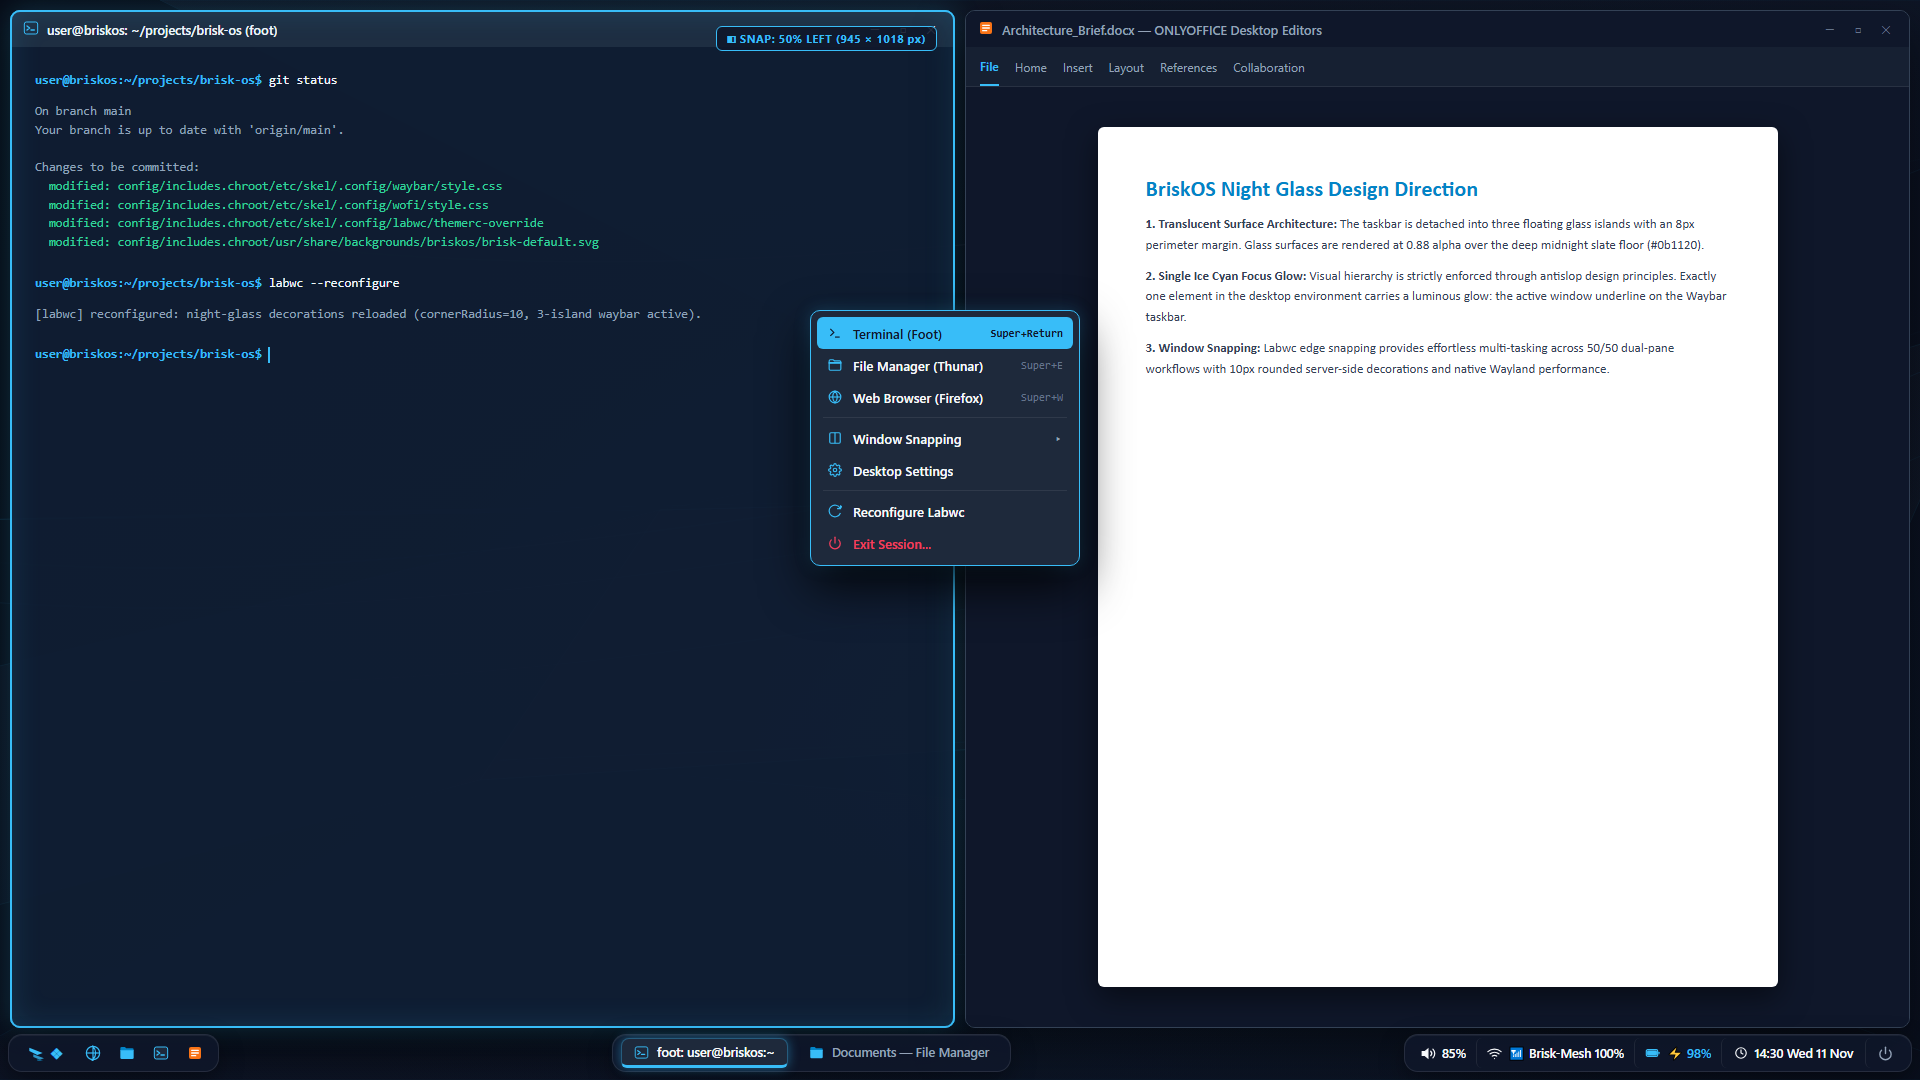 user@briskos: ~/projects/brisk-os (foot)
SNAP: 50% LEFT (945 × 1018 px)
user@briskos:~/projects/brisk-os$ git status
On branch main
Your branch is up to date with 'origin/main'.
Changes to be committed:
modified: config/includes.chroot/etc/skel/.config/waybar/style.css
modified: config/includes.chroot/etc/skel/.config/wofi/style.css
modified: config/includes.chroot/etc/skel/.config/labwc/themerc-override
modified: config/includes.chroot/usr/share/backgrounds/briskos/brisk-default.svg
user@briskos:~/projects/brisk-os$ labwc --reconfigure
[labwc] reconfigured: night-glass decorations reloaded (cornerRadius=10, 3-island waybar active).
user@briskos:~/projects/brisk-os$
Terminal (Foot) Super+Return
File Manager (Thunar) Super+E
Web Browser (Firefox) Super+W
Window Snapping
Desktop Settings
Reconfigure Labwc
Exit Session...
Architecture_Brief.docx — ONLYOFFICE Desktop Editors
File Home Insert Layout References Collaboration
BriskOS Night Glass Design Direction
1. Translucent Surface Architecture: The taskbar is detached into three floating glass islands with an 8px
perimeter margin. Glass surfaces are rendered at 0.88 alpha over the deep midnight slate floor (#0b1120).
2. Single Ice Cyan Focus Glow: Visual hierarchy is strictly enforced through antislop design principles. Exactly
one element in the desktop environment carries a luminous glow: the active window underline on the Waybar
taskbar.
3. Window Snapping: Labwc edge snapping provides effortless multi-tasking across 50/50 dual-pane
workflows with 10px rounded server-side decorations and native Wayland performance.
foot: user@briskos:~
Documents — File Manager
85%
Brisk-Mesh 100%
98%
14:30 Wed 11 Nov